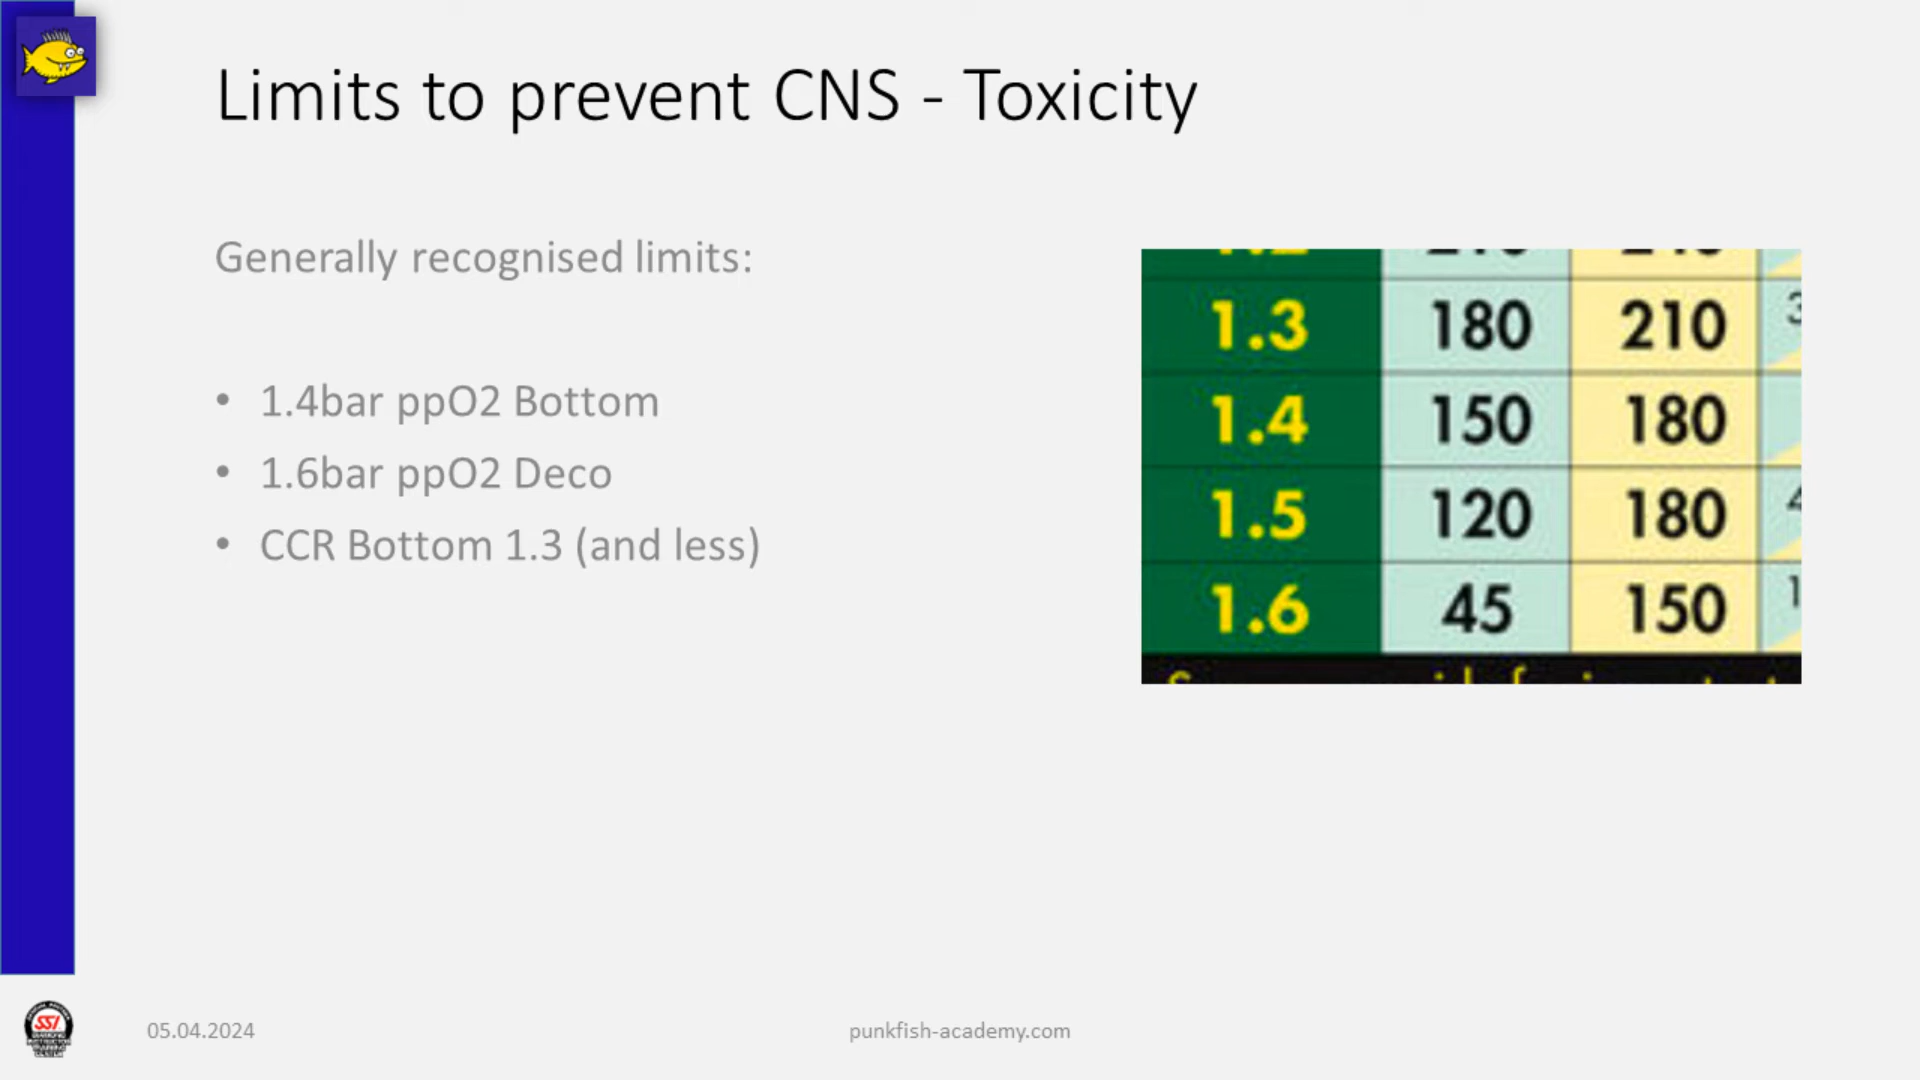 Limits to prevent CNS - Toxicity
Generally recognised limits:
• 1.4bar ppO2 Bottom
• 1.6bar ppO2 Deco
• CCR Bottom 1.3 (and less)
1.3 180 210
1.4 150 180
1.5 120 180
1.6 45 150
SSI
05.04.2024
punkfish-academy.com